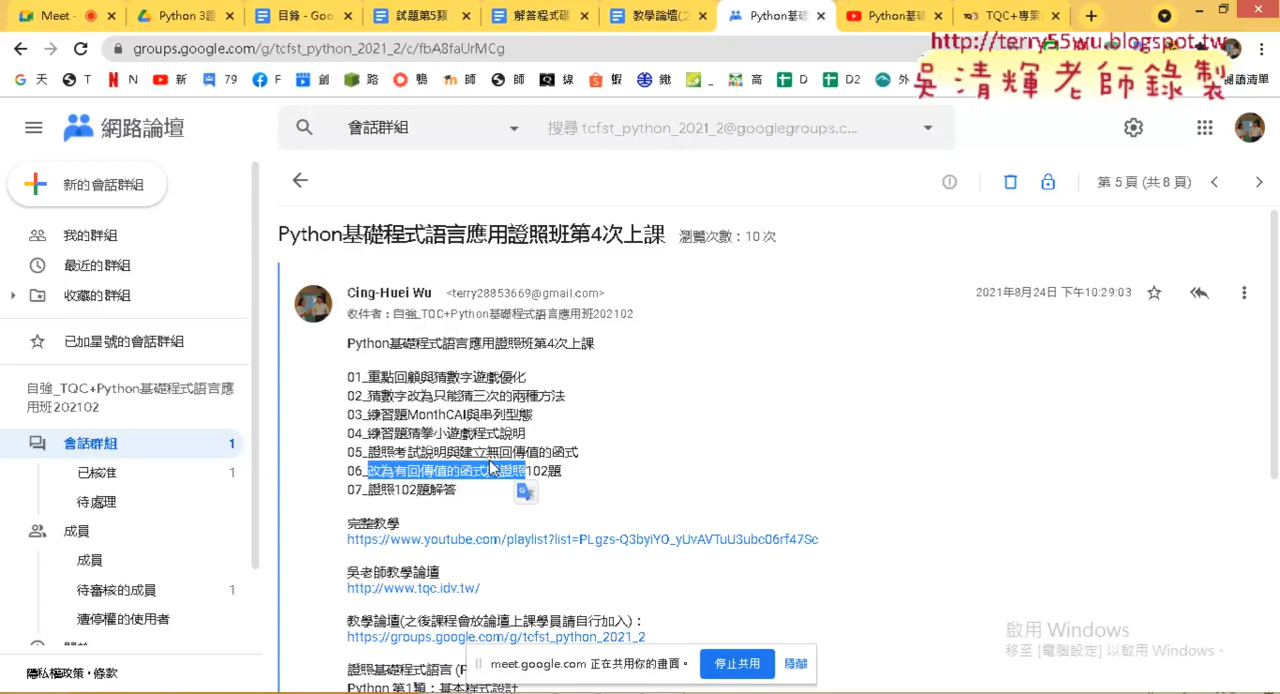 Meet -
Python 3證
目錄 - Goo
試題第5類 -
解答程式碼
教學論壇(之
Python基礎
Python基礎
TQC+專業
groups.google.com/g/tcfst_python_2021_2/c/fbA8faUrMCg
http://terry55wu.blogspot.tw
吳清輝老師錄製
天 T N 新 79 F 創 路 鴨 師 師 線 蝦 鐵 高 D D2 外
閱讀清單
網路論壇
會話群組
搜尋 tcfst_python_2021_2@googlegroups.c...
新的會話群組
第 5 頁 (共 8 頁)
我的群組
最近的群組
收藏的群組
已加星號的會話群組
自強_TQC+Python基礎程式語言應
用班202102
會話群組 1
已核准 1
待處理
成員
成員
待審核的成員 1
遭停權的使用者
隱私權政策・條款
Python基礎程式語言應用證照班第4次上課 瀏覽次數：10 次
Cing-Huei Wu <terry28853669@gmail.com>
2021年8月24日 下午10:29:03
收件者：自強_TQC+Python基礎程式語言應用班202102
Python基礎程式語言應用證照班第4次上課
01_重點回顧與猜數字遊戲優化
02_猜數字改為只能猜三次的兩種方法
03_練習題MonthCAl與串列型態
04_練習題猜拳小遊戲程式說明
05_證照考試說明與建立無回傳值的函式
06_改為有回傳值的函式與證照102題
07_證照102題解答
完整教學
https://www.youtube.com/playlist?list=PLgzs-Q3byiYO_yUvAVTuU3ubc06rf47Sc
吳老師教學論壇
http://www.tqc.idv.tw/
教學論壇(之後課程會放論壇上課學員請自行加入)：
https://groups.google.com/g/tcfst_python_2021_2
證照基礎程式語言 (P
Python 第1類：基本程式設計
meet.google.com 正在共用你的畫面。 停止共用 隱藏
啟用 Windows
移至 [電腦設定] 以啟用 Windows。